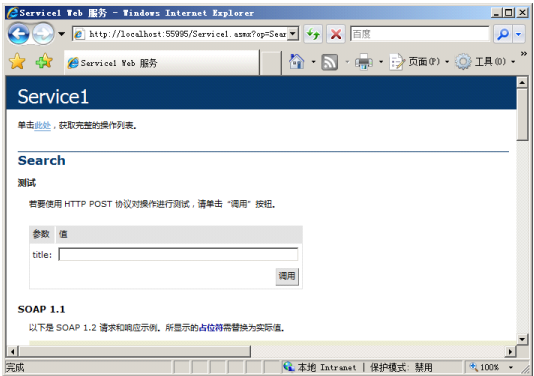 Service1 Web 服务 - Windows Internet Explorer
http://localhost:55995/Service1.asmx?op=Sear
百度
Service1 Web 服务
页面(P)
工具(O)
»
Service1
单击此处，获取完整的操作列表。
Search
测试
若要使用 HTTP POST 协议对操作进行测试，请单击“调用”按钮。
参数 值
title:
调用
SOAP 1.1
以下是 SOAP 1.2 请求和响应示例。所显示的占位符需替换为实际值。
完成
本地 Intranet | 保护模式: 禁用
100%